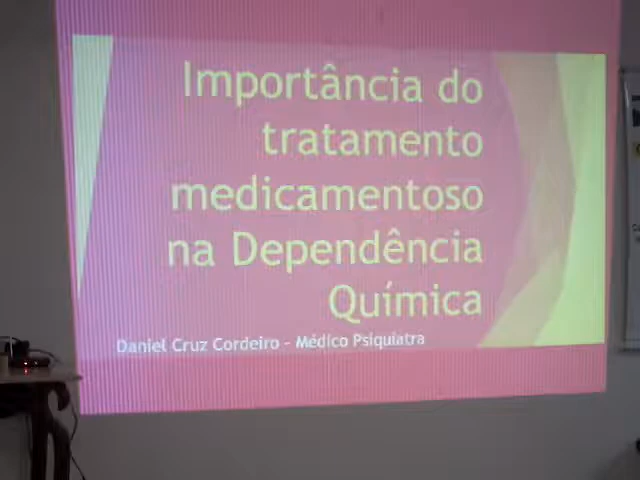 Importância do
tratamento
medicamentoso
na Dependência
Química
Daniel Cruz Cordeiro - Médico Psiquiatra